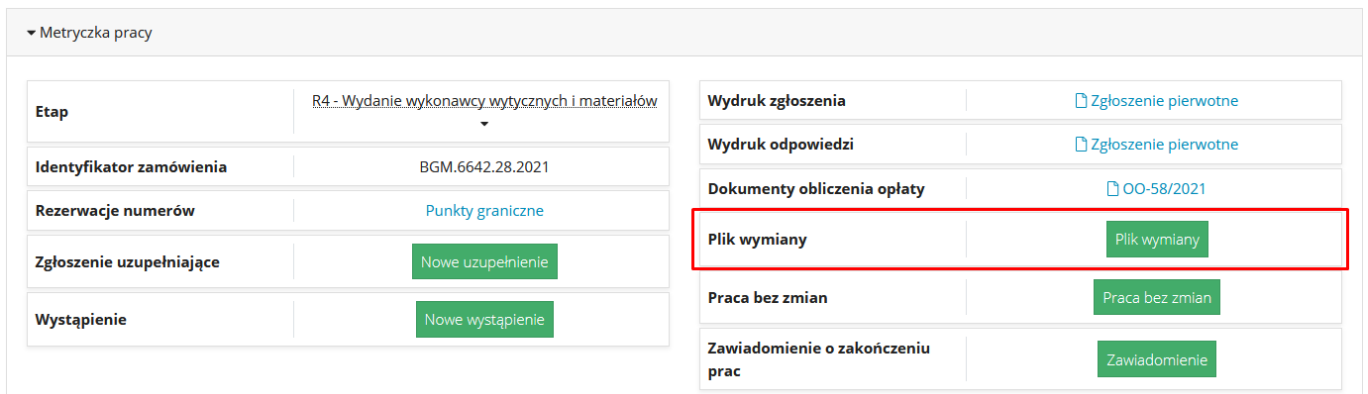 Metryczka pracy
Etap
R4 - Wydanie wykonawcy wytycznych i materiałów
Identyfikator zamówienia
BGM.6642.28.2021
Rezerwacje numerów
Punkty graniczne
Zgłoszenie uzupełniające
Nowe uzupełnienie
Wystąpienie
Nowe wystąpienie
Wydruk zgłoszenia
Zgłoszenie pierwotne
Wydruk odpowiedzi
Zgłoszenie pierwotne
Dokumenty obliczenia opłaty
OO-58/2021
Plik wymiany
Plik wymiany
Praca bez zmian
Praca bez zmian
Zawiadomienie o zakończeniu
prac
Zawiadomienie